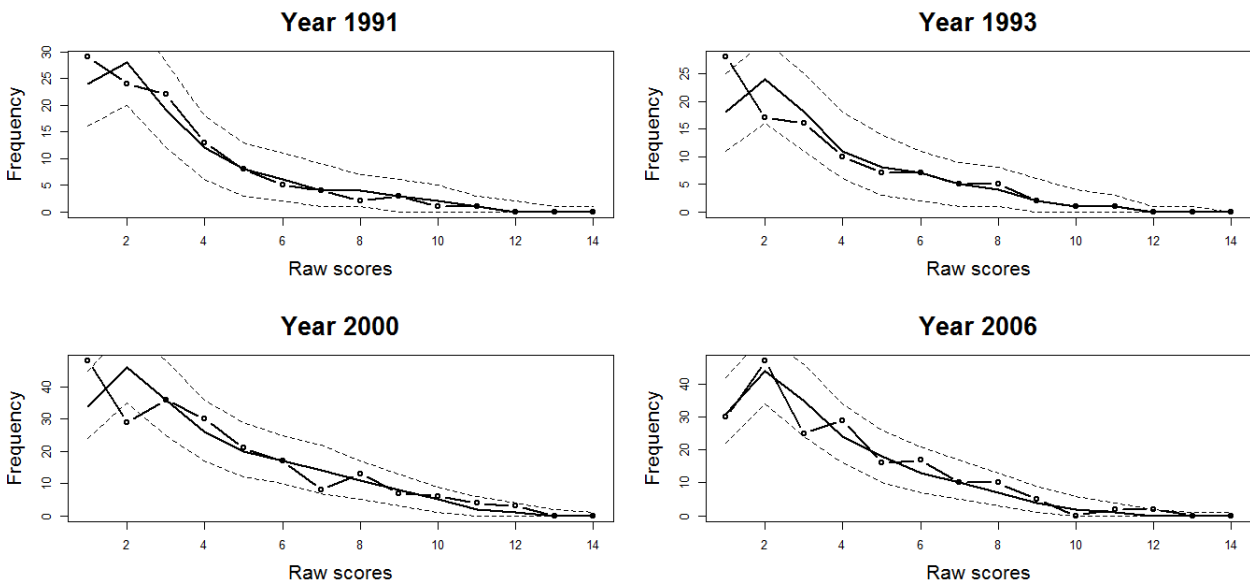 Year 1991
Frequency
0 5 10 15 20 25 30
2 4 6 8 10 12 14
Raw scores
Year 1993
Frequency
0 5 10 15 20 25
2 4 6 8 10 12 14
Raw scores
Year 2000
Frequency
0 10 20 30 40
2 4 6 8 10 12 14
Raw scores
Year 2006
Frequency
0 10 20 30 40
2 4 6 8 10 12 14
Raw scores